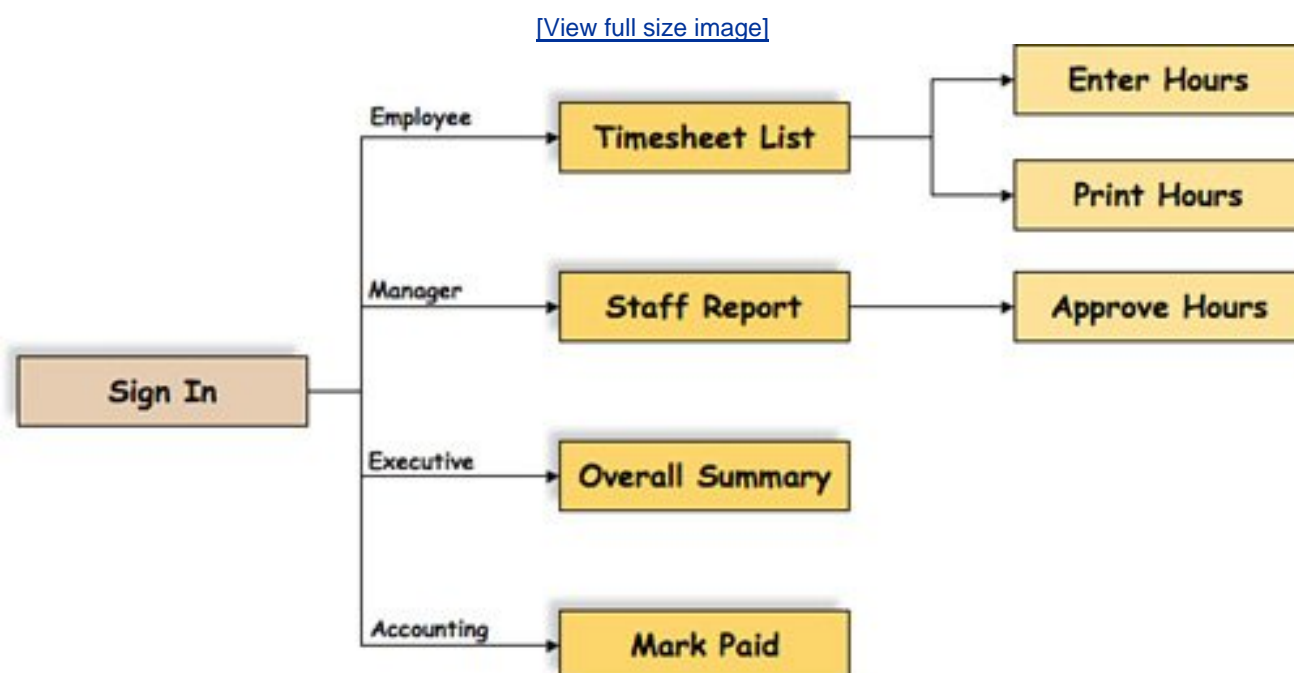 [View full size image]
Enter Hours
Employee
Timesheet List
Print Hours
Manager
Staff Report
Approve Hours
Sign In
Executive
Overall Summary
Accounting
Mark Paid